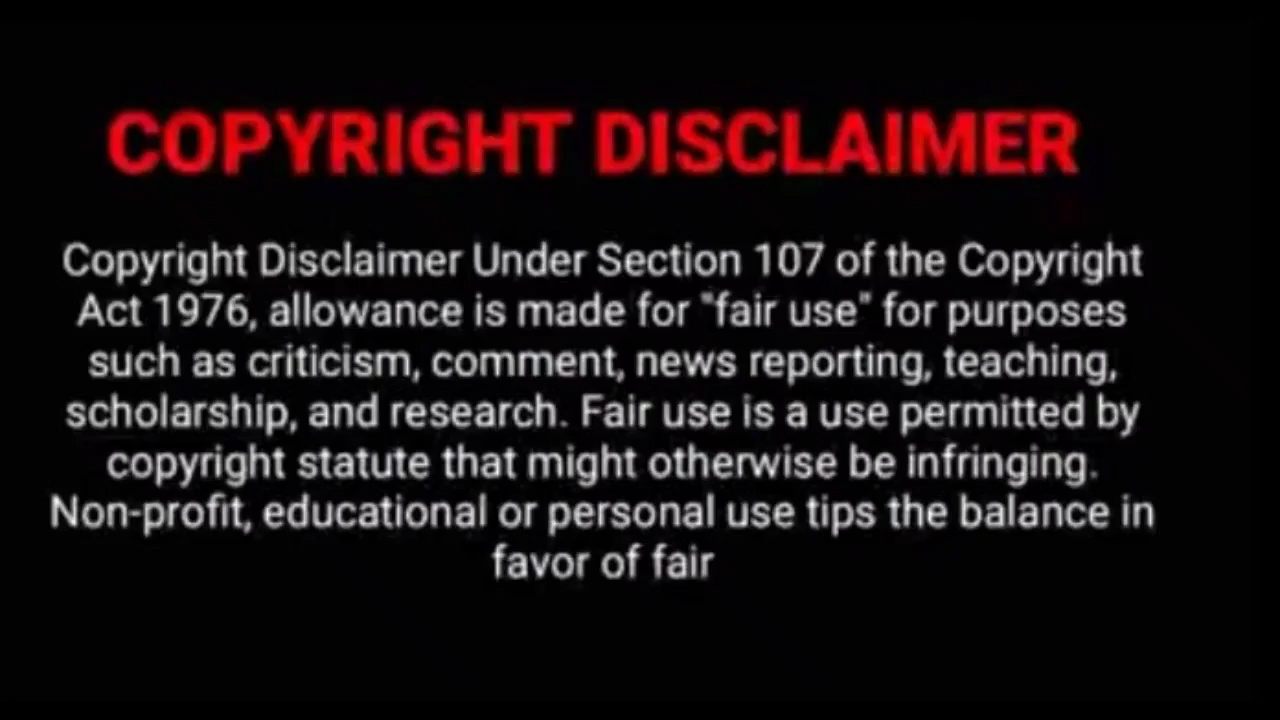 COPYRIGHT DISCLAIMER
Copyright Disclaimer Under Section 107 of the Copyright
Act 1976, allowance is made for "fair use" for purposes
such as criticism, comment, news reporting, teaching,
scholarship, and research. Fair use is a use permitted by
copyright statute that might otherwise be infringing.
Non-profit, educational or personal use tips the balance in
favor of fair